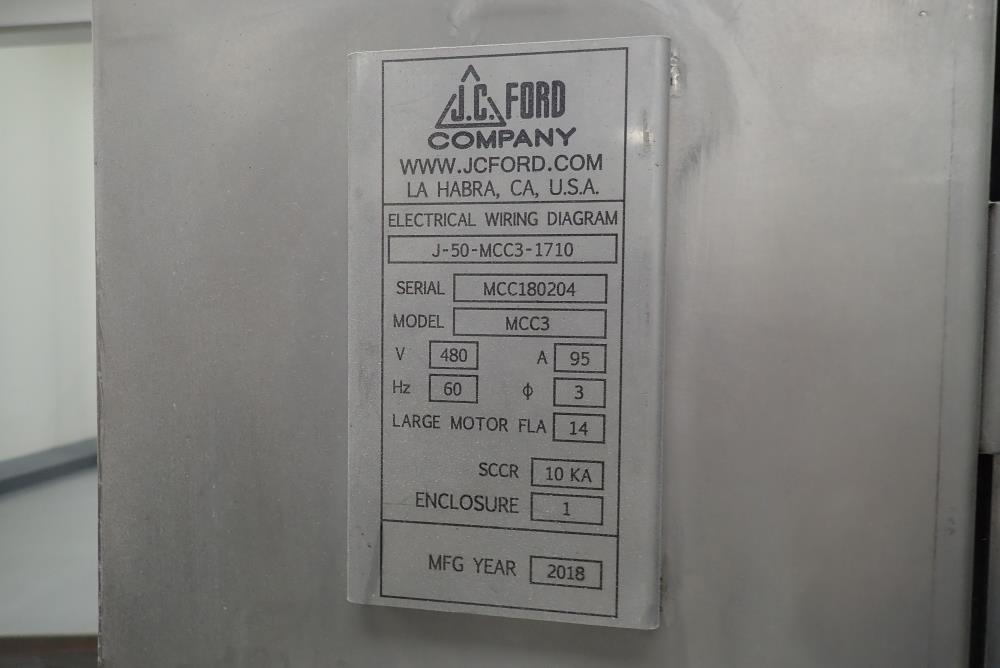 J.C. FORD
COMPANY
WWW.JCFORD.COM
LA HABRA, CA, U.S.A.
ELECTRICAL WIRING DIAGRAM
J-50-MCC3-1710
SERIAL MCC180204
MODEL MCC3
V 480 A 95
Hz 60 ϕ 3
LARGE MOTOR FLA 14
SCCR 10 KA
ENCLOSURE 1
MFG YEAR 2018